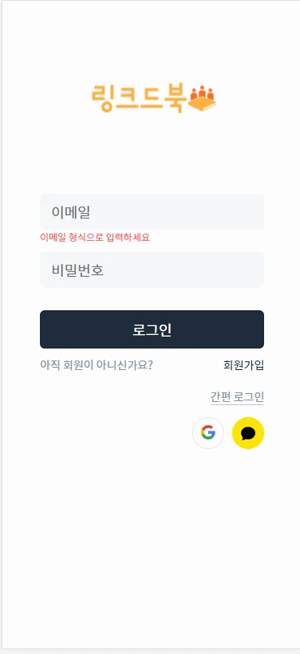 링크드북
이메일
이메일 형식으로 입력하세요
비밀번호
로그인
아직 회원이 아니신가요? 회원가입
간편 로그인